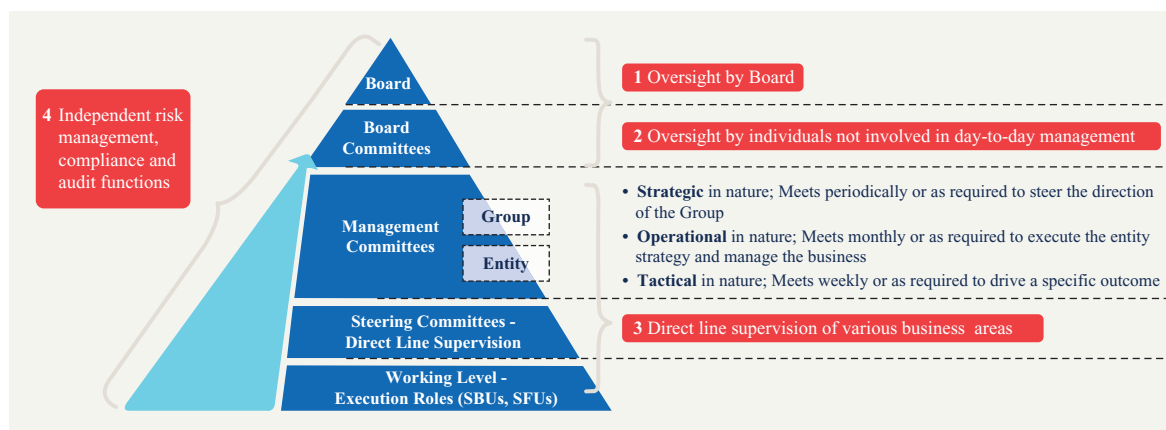 4 Independent risk
management,
compliance and
audit functions
Board
Board
Committees
Management
Committees
Group
Entity
Steering Committees -
Direct Line Supervision
Working Level -
Execution Roles (SBUs, SFUs)
1 Oversight by Board
2 Oversight by individuals not involved in day-to-day management
• Strategic in nature; Meets periodically or as required to steer the direction
of the Group
• Operational in nature; Meets monthly or as required to execute the entity
strategy and manage the business
• Tactical in nature; Meets weekly or as required to drive a specific outcome
3 Direct line supervision of various business areas